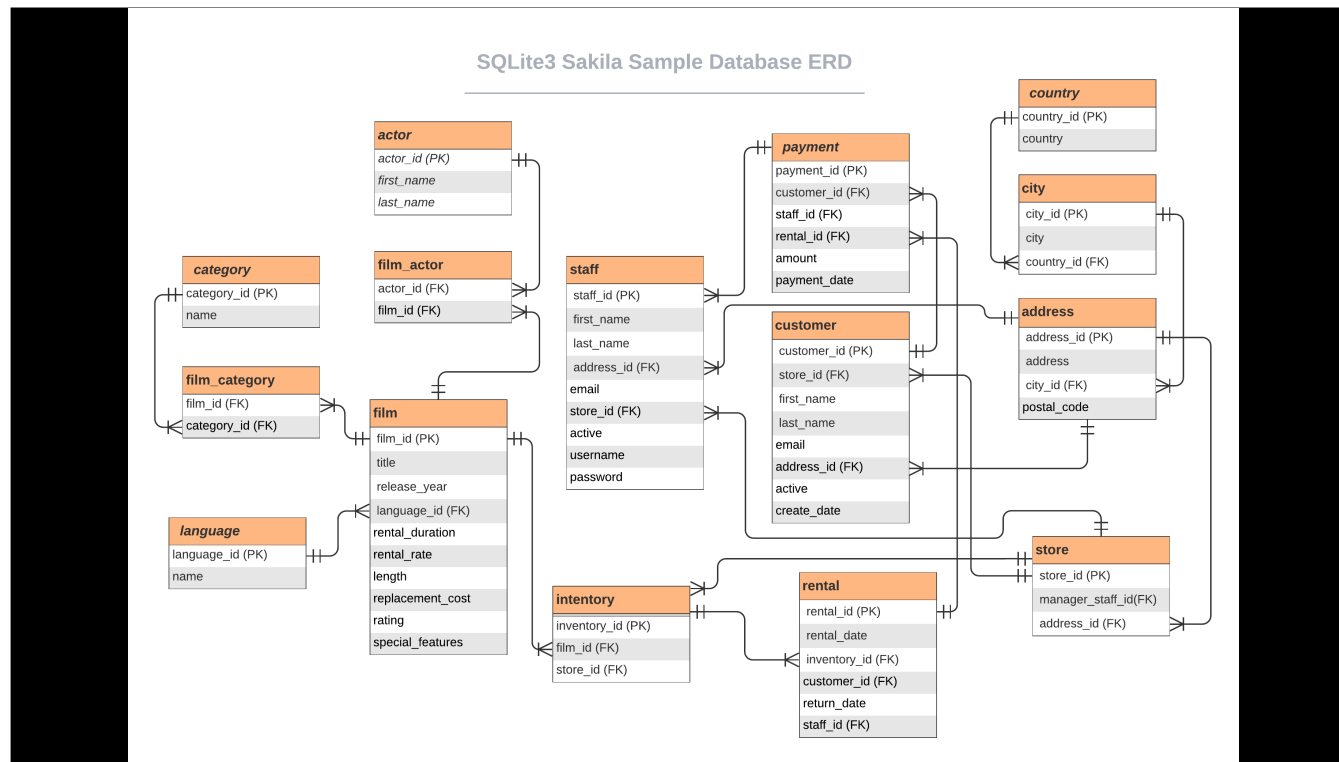 SQLite3 Sakila Sample Database ERD
actor
actor_id (PK)
first_name
last_name
film_actor
actor_id (FK)
film_id (FK)
category
category_id (PK)
name
film_category
film_id (FK)
category_id (FK)
language
language_id (PK)
name
film
film_id (PK)
title
release_year
language_id (FK)
rental_duration
rental_rate
length
replacement_cost
rating
special_features
staff
staff_id (PK)
first_name
last_name
address_id (FK)
email
store_id (FK)
active
username
password
intentory
inventory_id (PK)
film_id (FK)
store_id (FK)
payment
payment_id (PK)
customer_id (FK)
staff_id (FK)
rental_id (FK)
amount
payment_date
customer
customer_id (PK)
store_id (FK)
first_name
last_name
email
address_id (FK)
active
create_date
rental
rental_id (PK)
rental_date
inventory_id (FK)
customer_id (FK)
return_date
staff_id (FK)
country
country_id (PK)
country
city
city_id (PK)
city
country_id (FK)
address
address_id (PK)
address
city_id (FK)
postal_code
store
store_id (PK)
manager_staff_id(FK)
address_id (FK)